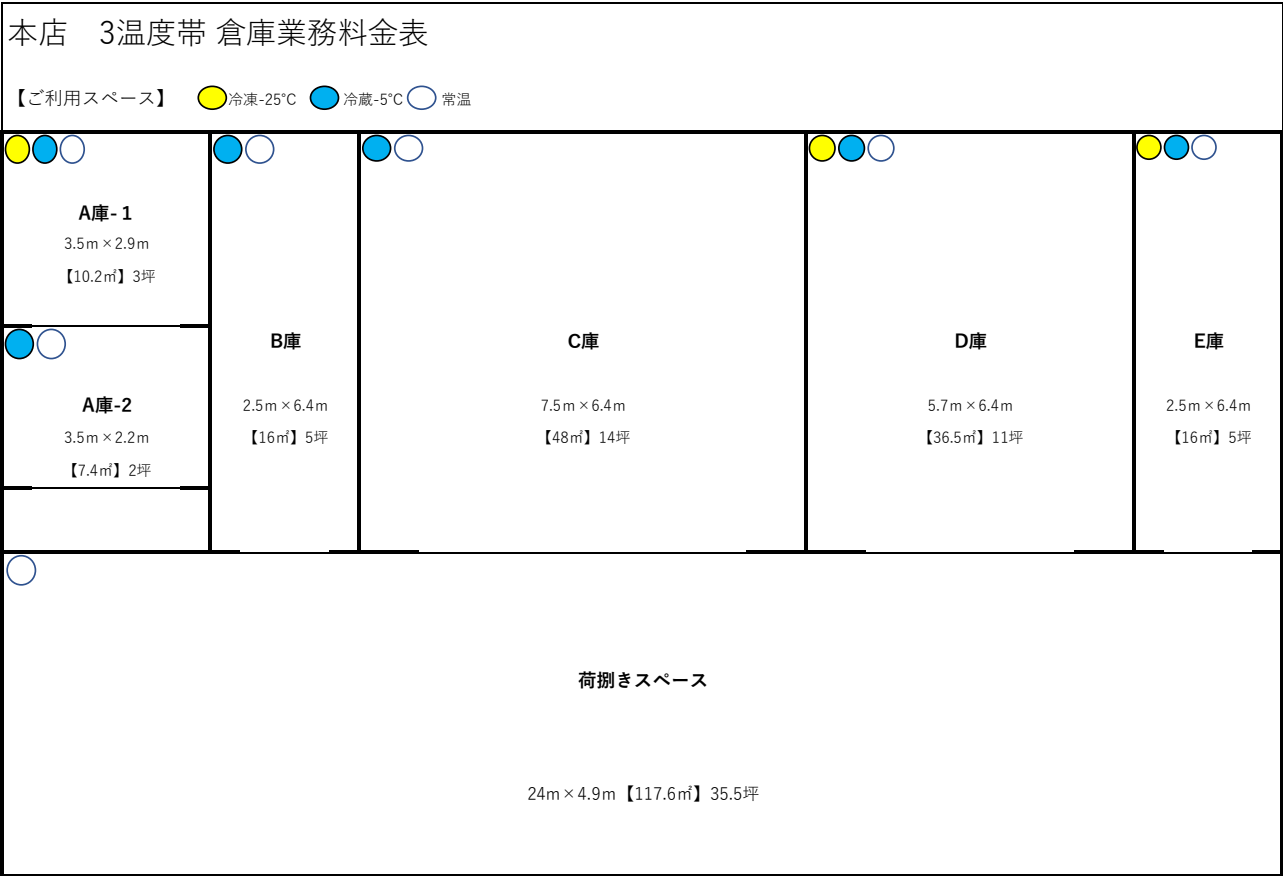 本店　3温度帯 倉庫業務料金表
【ご利用スペース】 冷凍-25℃ 冷蔵-5℃ 常温
A庫- 1
3.5m×2.9m
【10.2㎡】3坪
A庫-2
3.5m×2.2m
【7.4㎡】2坪
B庫
2.5m×6.4m
【16㎡】5坪
C庫
7.5m×6.4m
【48㎡】14坪
D庫
5.7m×6.4m
【36.5㎡】11坪
E庫
2.5m×6.4m
【16㎡】5坪
荷捌きスペース
24m×4.9m【117.6㎡】35.5坪